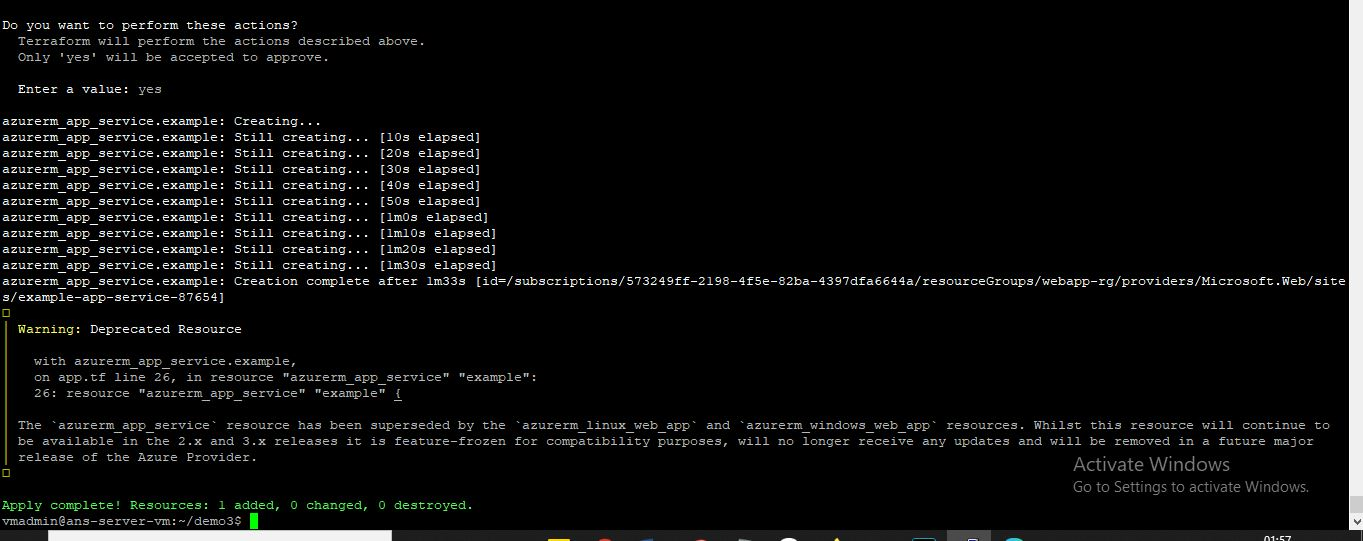 Do you want to perform these actions?
Terraform will perform the actions described above.
Only 'yes' will be accepted to approve.
Enter a value: yes
azurerm_app_service.example: Creating...
azurerm_app_service.example: Still creating... [10s elapsed]
azurerm_app_service.example: Still creating... [20s elapsed]
azurerm_app_service.example: Still creating... [30s elapsed]
azurerm_app_service.example: Still creating... [40s elapsed]
azurerm_app_service.example: Still creating... [50s elapsed]
azurerm_app_service.example: Still creating... [1m0s elapsed]
azurerm_app_service.example: Still creating... [1m10s elapsed]
azurerm_app_service.example: Still creating... [1m20s elapsed]
azurerm_app_service.example: Still creating... [1m30s elapsed]
azurerm_app_service.example: Creation complete after 1m33s [id=/subscriptions/573249ff-2198-4f5e-82ba-4397dfa6644a/resourceGroups/webapp-rg/providers/Microsoft.Web/site
s/example-app-service-87654]
Warning: Deprecated Resource
with azurerm_app_service.example,
on app.tf line 26, in resource "azurerm_app_service" "example":
26: resource "azurerm_app_service" "example" {
The `azurerm_app_service` resource has been superseded by the `azurerm_linux_web_app` and `azurerm_windows_web_app` resources. Whilst this resource will continue to
be available in the 2.x and 3.x releases it is feature-frozen for compatibility purposes, will no longer receive any updates and will be removed in a future major
release of the Azure Provider.
Activate Windows
Go to Settings to activate Windows.
Apply complete! Resources: 1 added, 0 changed, 0 destroyed.
vmadmin@ans-server-vm:~/demo3$
01:57